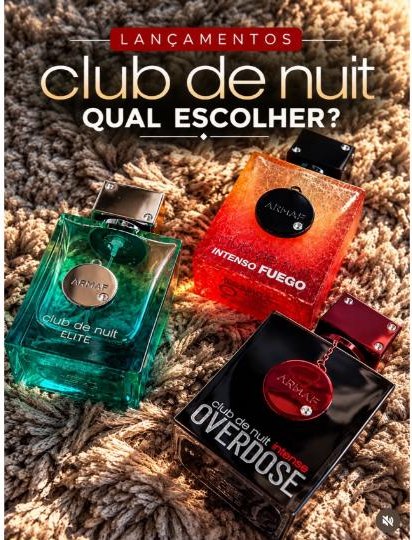 LANÇAMENTOS
club de nuit
QUAL ESCOLHER?
ARMAF
INTENSO FUEGO
ARMAF
club de nuit
ELITE
ARMAF
club de nuit intense
OVERDOSE